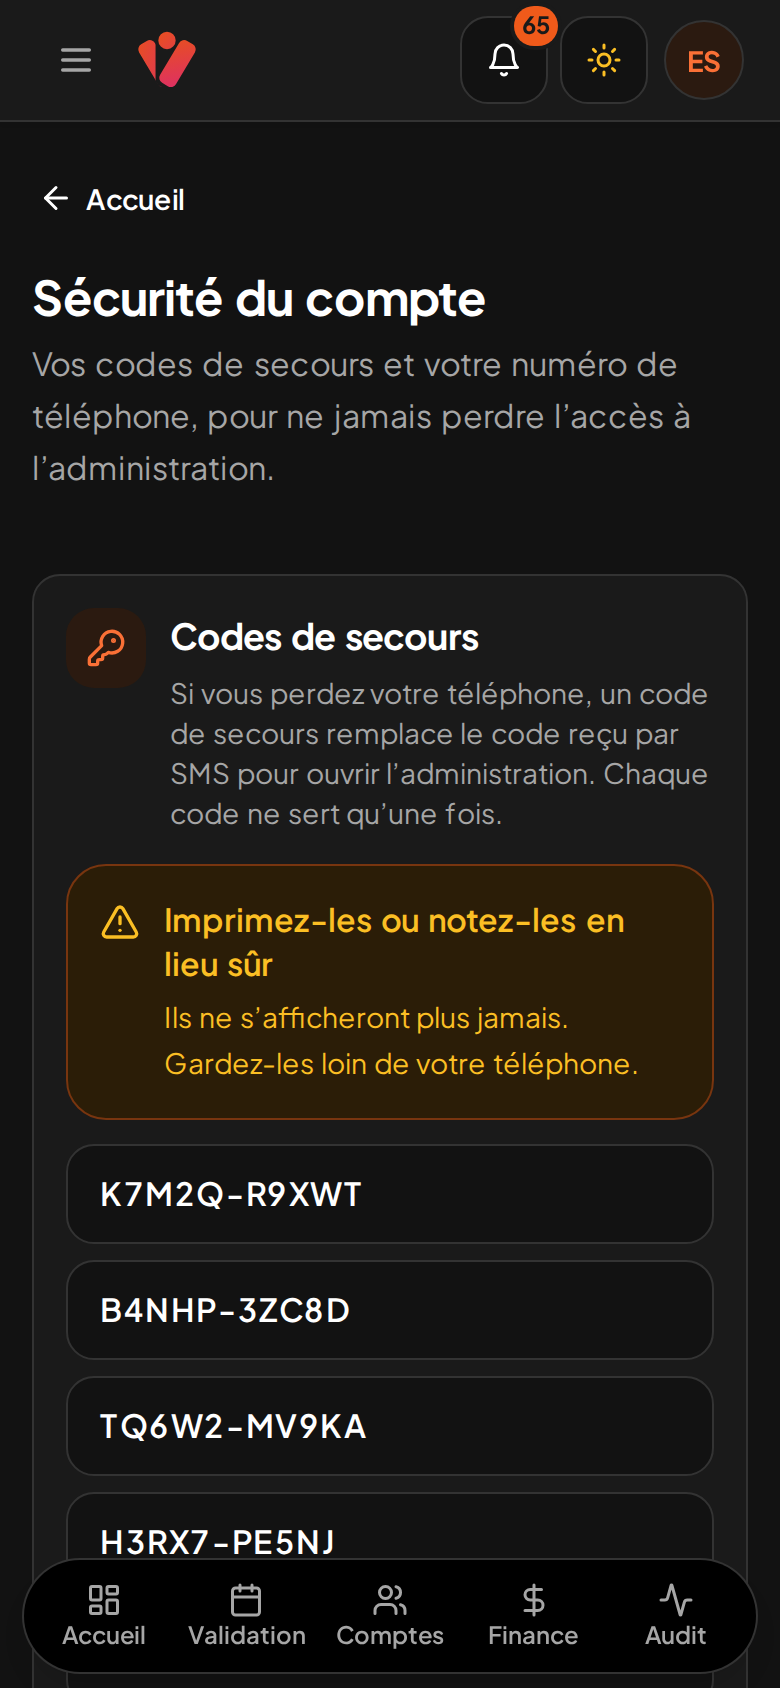 65
ES
Accueil
Sécurité du compte
Vos codes de secours et votre numéro de
téléphone, pour ne jamais perdre l’accès à
l’administration.
Codes de secours
Si vous perdez votre téléphone, un code
de secours remplace le code reçu par
SMS pour ouvrir l’administration. Chaque
code ne sert qu’une fois.
Imprimez-les ou notez-les en
lieu sûr
Ils ne s’afficheront plus jamais.
Gardez-les loin de votre téléphone.
K7M2Q-R9XWT
B4NHP-3ZC8D
TQ6W2-MV9KA
H3RX7-PE5NJ
Accueil Validation Comptes Finance Audit